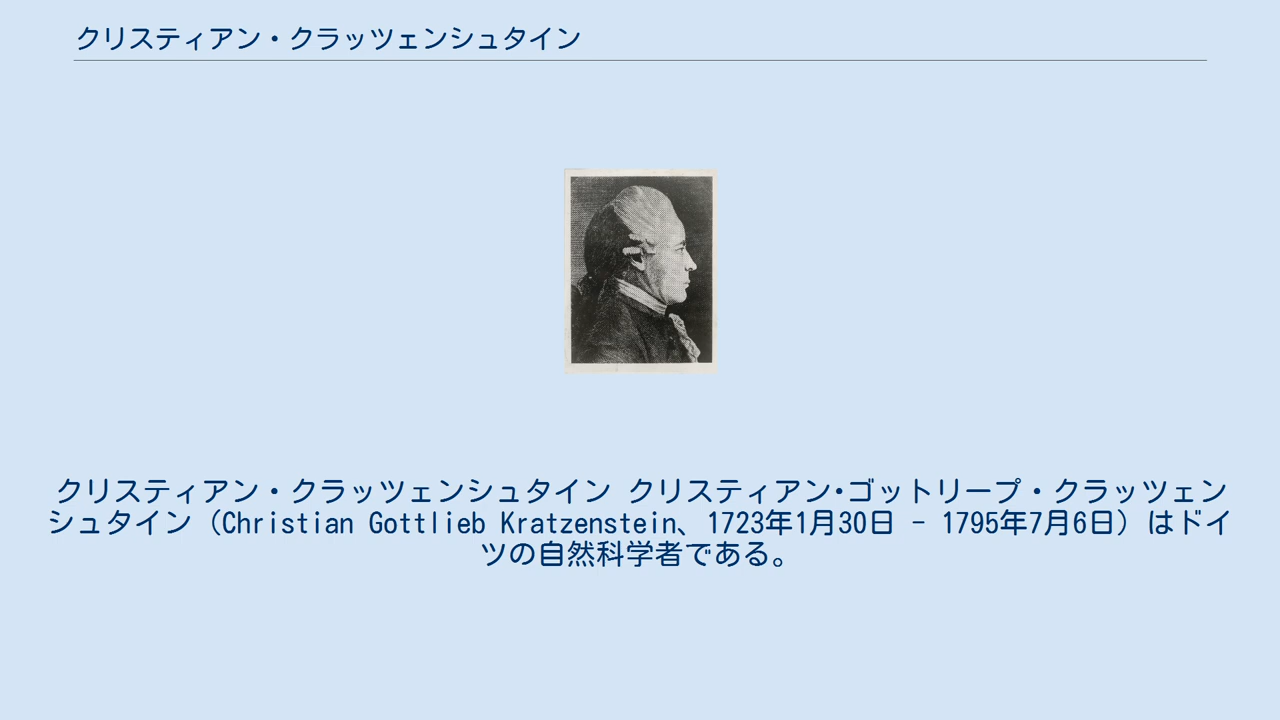 クリスティアン・クラッツェンシュタイン
クリスティアン・クラッツェンシュタイン クリスティアン•ゴットリープ・クラッツェン
シュタイン（Christian Gottlieb Kratzenstein、1723年1月30日 - 1795年7月6日）はドイ
ツの自然科学者である。